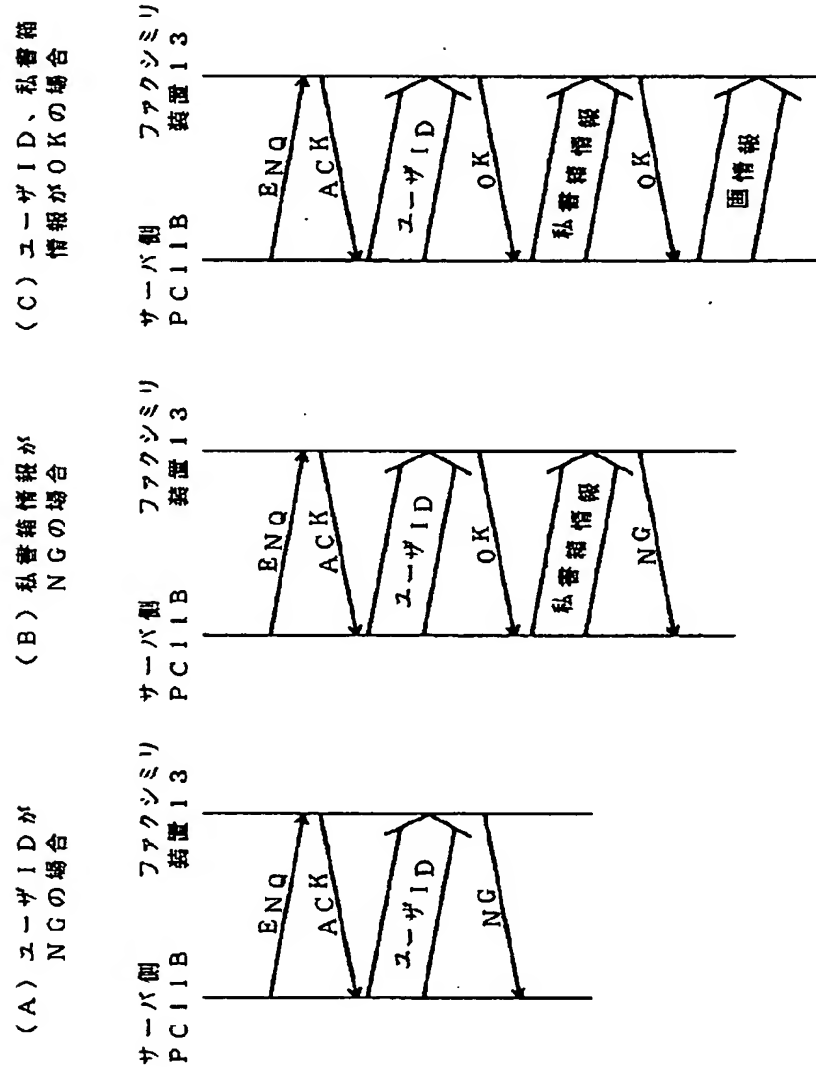 (A) ユーザIDが
NGの場合
サーバ側
PC11B
ファクシミリ
装置13
ENQ
ACK
ユーザID
NG
(B) 私書箱情報が
NGの場合
サーバ側
PC11B
ファクシミリ
装置13
ENQ
ACK
ユーザID
OK
私書箱情報
NG
(C) ユーザID、私書箱
情報がOKの場合
サーバ側
PC11B
ファクシミリ
装置13
ENQ
ACK
ユーザID
OK
私書箱情報
OK
画情報